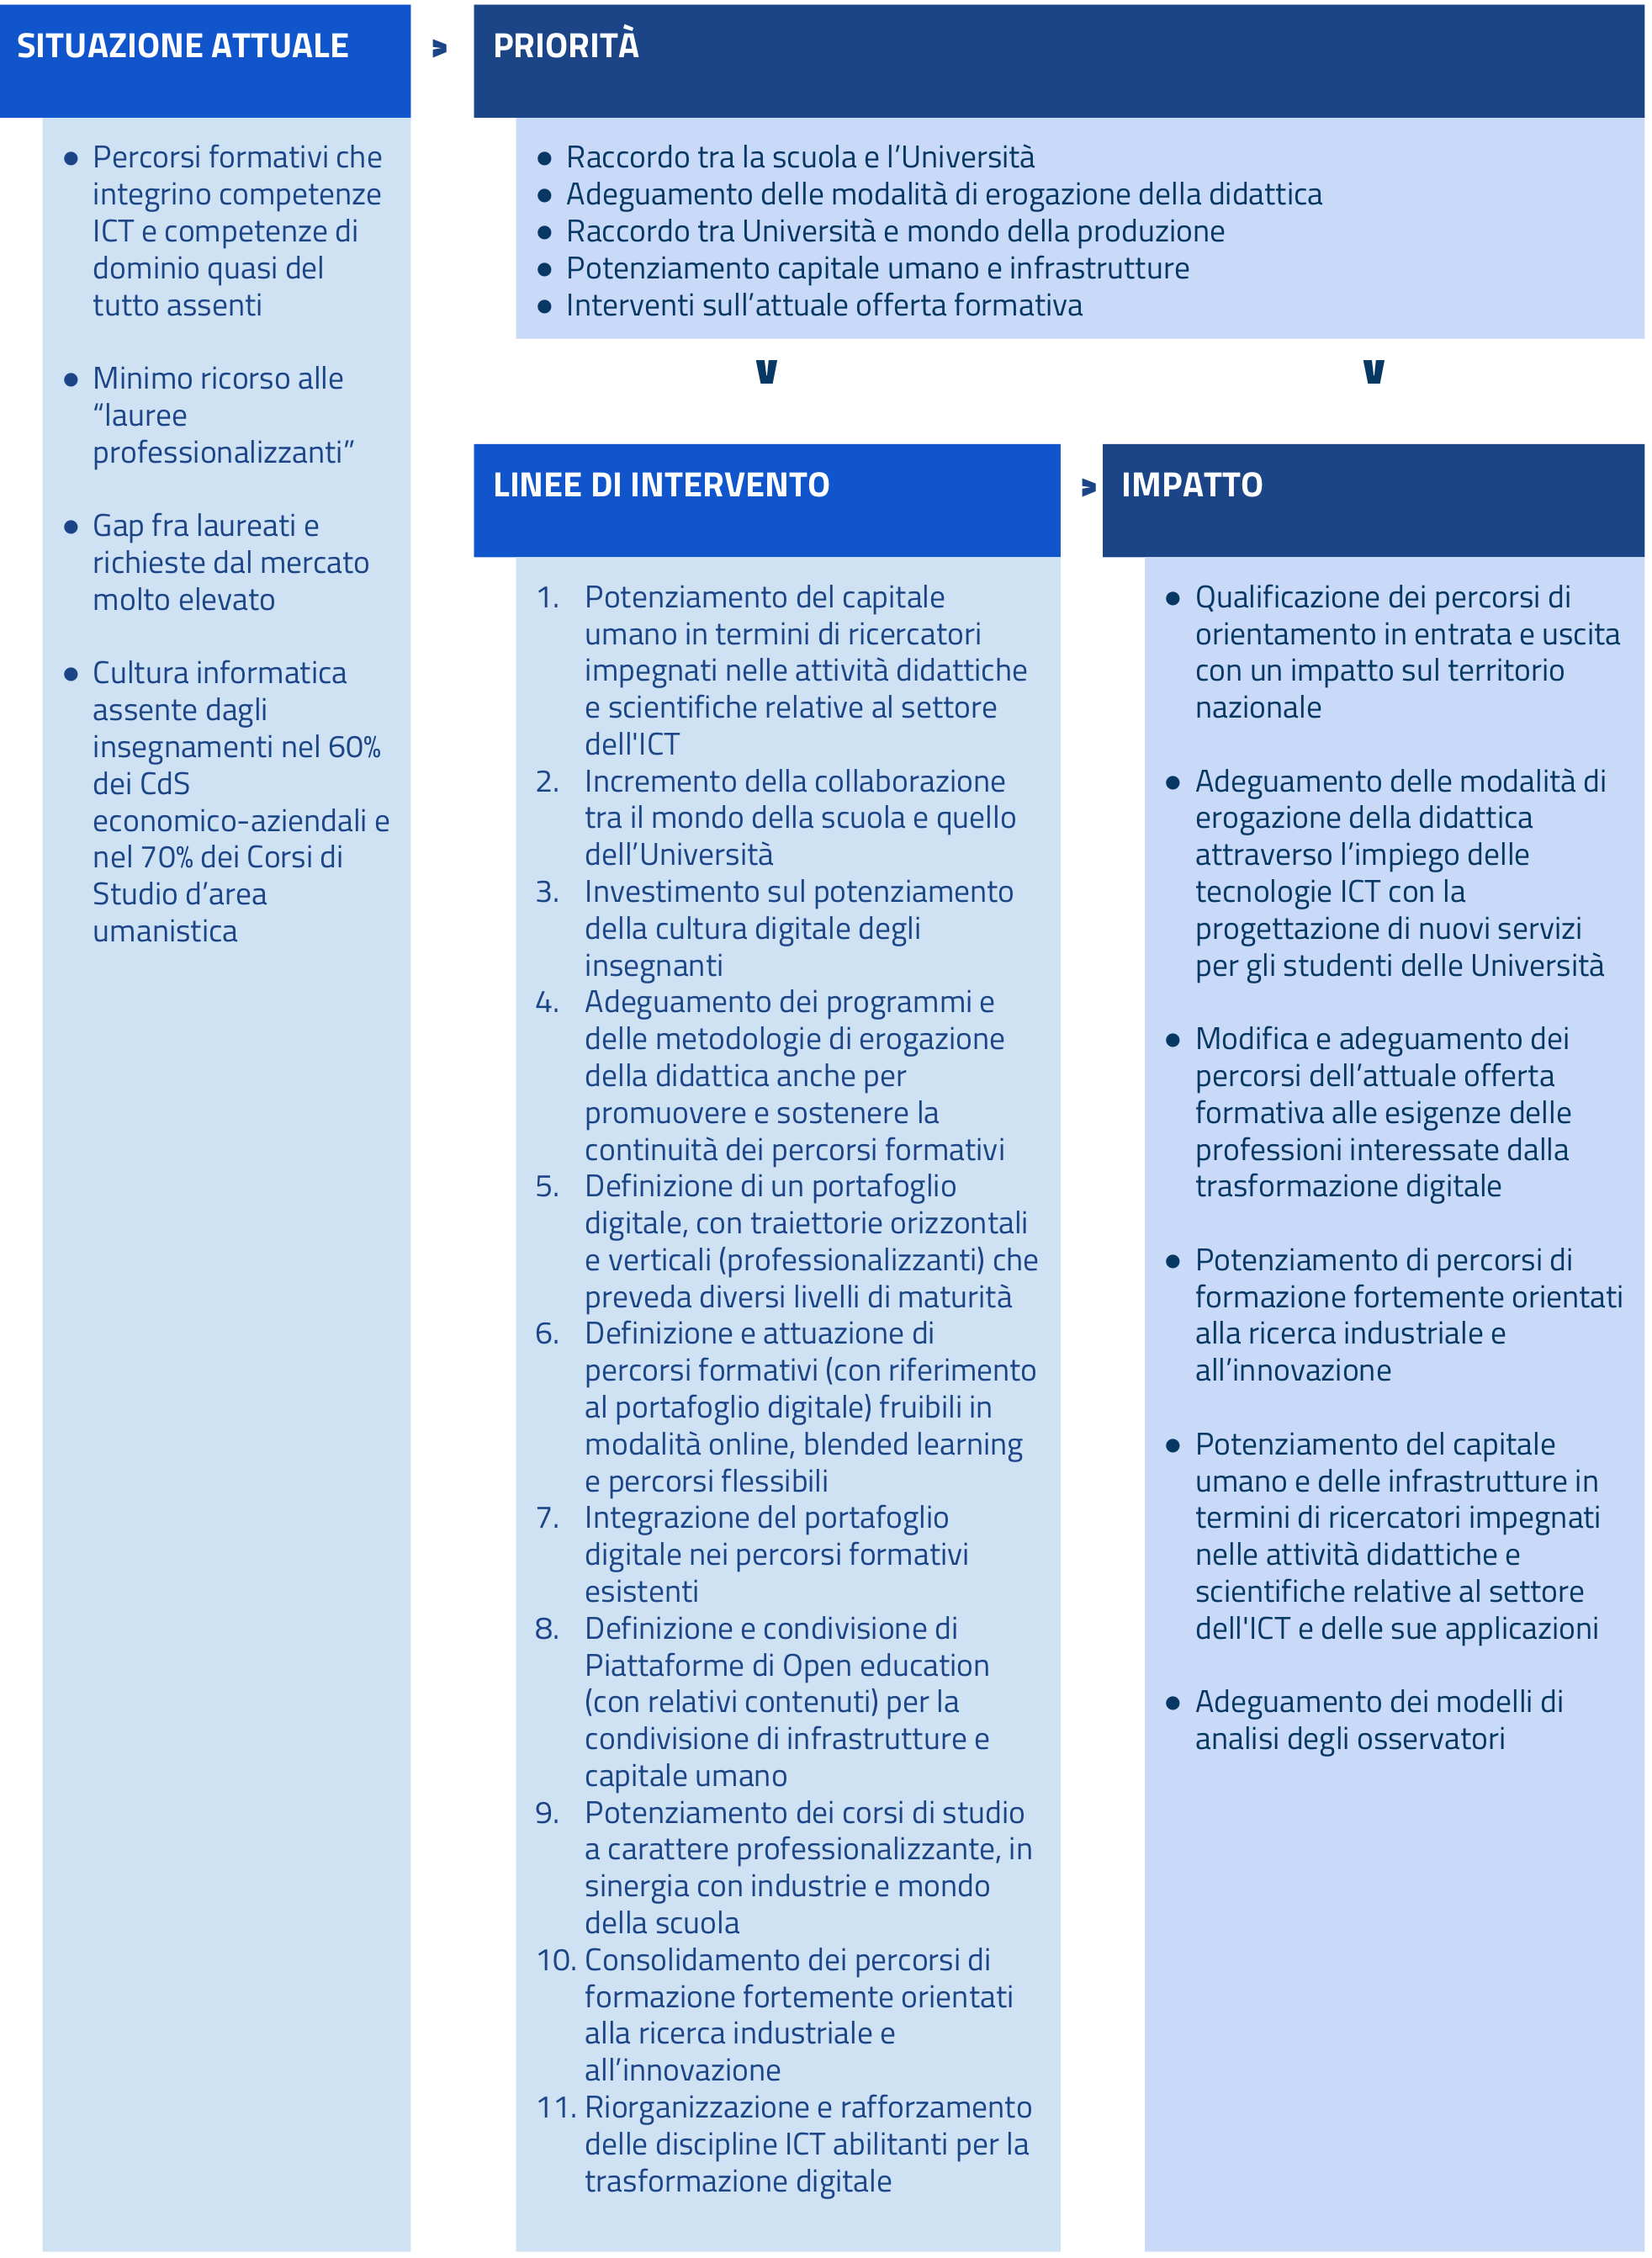 SITUAZIONE ATTUALE
>
PRIORITÀ
● Percorsi formativi che
integrino competenze
ICT e competenze di
dominio quasi del
tutto assenti
● Minimo ricorso alle
“lauree
professionalizzanti”
● Gap fra laureati e
richieste dal mercato
molto elevato
● Cultura informatica
assente dagli
insegnamenti nel 60%
dei CdS
economico-aziendali e
nel 70% dei Corsi di
Studio d’area
umanistica
● Raccordo tra la scuola e l’Università
● Adeguamento delle modalità di erogazione della didattica
● Raccordo tra Università e mondo della produzione
● Potenziamento capitale umano e infrastrutture
● Interventi sull’attuale offerta formativa
LINEE DI INTERVENTO
>
IMPATTO
1. Potenziamento del capitale
umano in termini di ricercatori
impegnati nelle attività didattiche
e scientifiche relative al settore
dell'ICT
2. Incremento della collaborazione
tra il mondo della scuola e quello
dell’Università
3. Investimento sul potenziamento
della cultura digitale degli
insegnanti
4. Adeguamento dei programmi e
delle metodologie di erogazione
della didattica anche per
promuovere e sostenere la
continuità dei percorsi formativi
5. Definizione di un portafoglio
digitale, con traiettorie orizzontali
e verticali (professionalizzanti) che
preveda diversi livelli di maturità
6. Definizione e attuazione di
percorsi formativi (con riferimento
al portafoglio digitale) fruibili in
modalità online, blended learning
e percorsi flessibili
7. Integrazione del portafoglio
digitale nei percorsi formativi
esistenti
8. Definizione e condivisione di
Piattaforme di Open education
(con relativi contenuti) per la
condivisione di infrastrutture e
capitale umano
9. Potenziamento dei corsi di studio
a carattere professionalizzante, in
sinergia con industrie e mondo
della scuola
10. Consolidamento dei percorsi di
formazione fortemente orientati
alla ricerca industriale e
all’innovazione
11. Riorganizzazione e rafforzamento
delle discipline ICT abilitanti per la
trasformazione digitale
● Qualificazione dei percorsi di
orientamento in entrata e uscita
con un impatto sul territorio
nazionale
● Adeguamento delle modalità di
erogazione della didattica
attraverso l’impiego delle
tecnologie ICT con la
progettazione di nuovi servizi
per gli studenti delle Università
● Modifica e adeguamento dei
percorsi dell’attuale offerta
formativa alle esigenze delle
professioni interessate dalla
trasformazione digitale
● Potenziamento di percorsi di
formazione fortemente orientati
alla ricerca industriale e
all’innovazione
● Potenziamento del capitale
umano e delle infrastrutture in
termini di ricercatori impegnati
nelle attività didattiche e
scientifiche relative al settore
dell'ICT e delle sue applicazioni
● Adeguamento dei modelli di
analisi degli osservatori